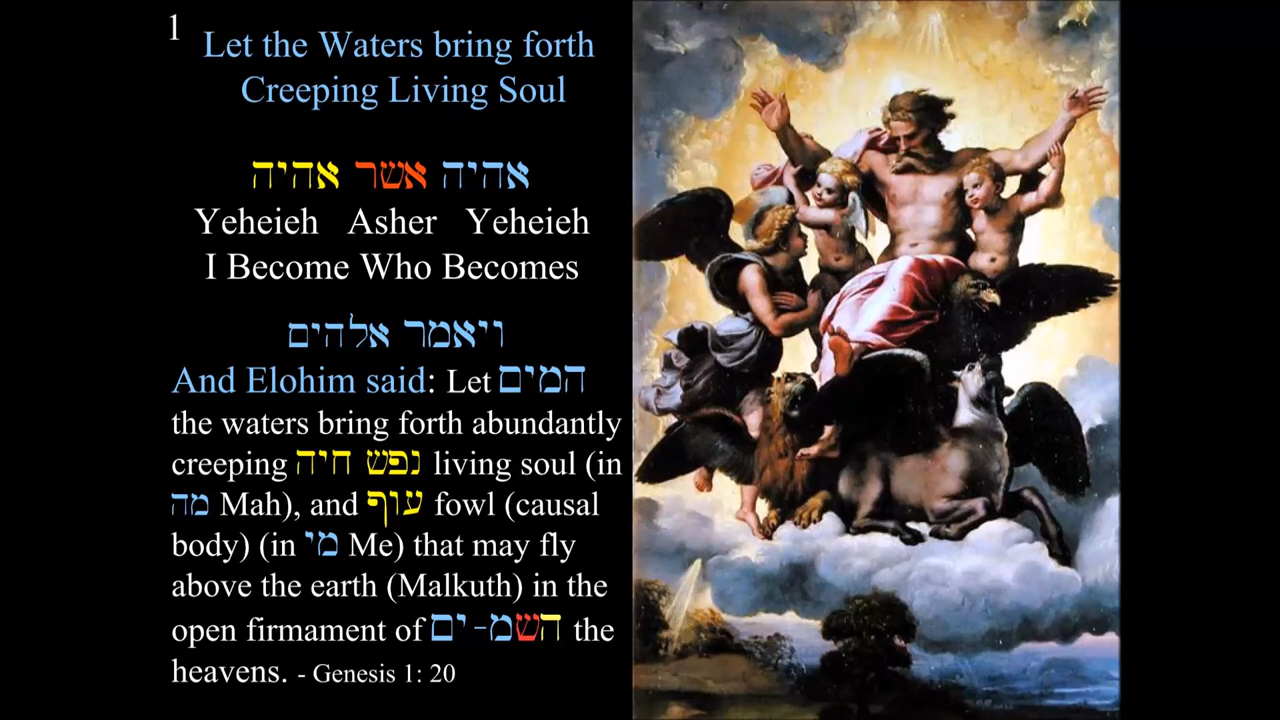 1
Let the Waters bring forth
Creeping Living Soul
אהיה אשר אהיה
Yeheieh Asher Yeheieh
I Become Who Becomes
ויאמר אלהים
And Elohim said: Let המים
the waters bring forth abundantly
creeping נפש חיה living soul (in
מה Mah), and עוף fowl (causal
body) (in מי Me) that may fly
above the earth (Malkuth) in the
open firmament of השמ-ים the
heavens. - Genesis 1: 20